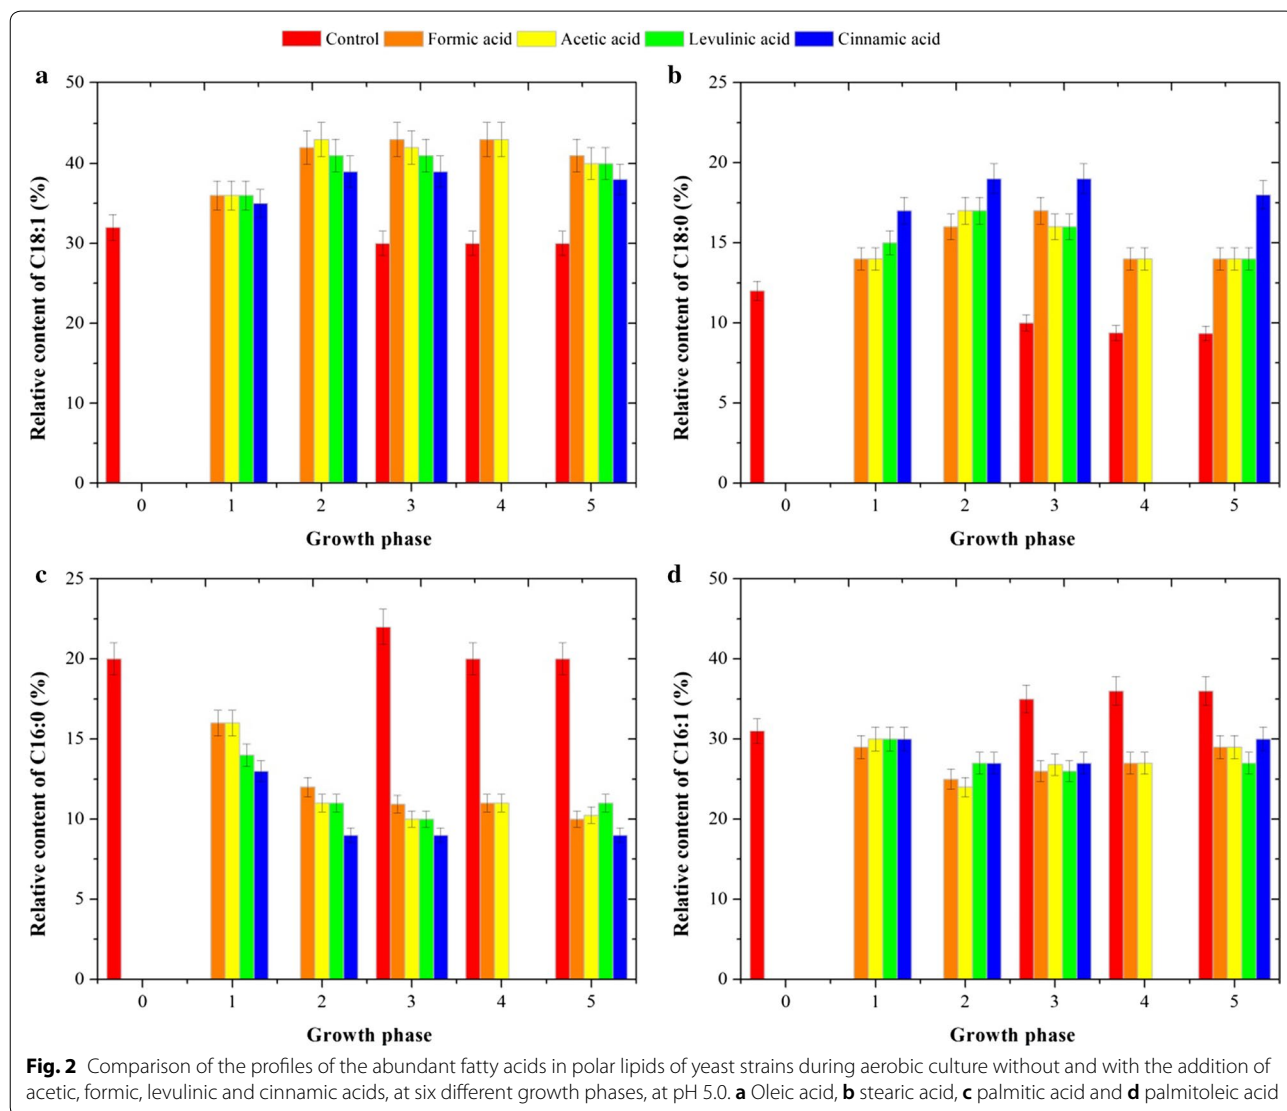 Control Formic acid Acetic acid Levulinic acid Cinnamic acid
a
50
40
30
20
10
0
Relative content of C18:1 (%)
0 1 2 3 4 5
Growth phase
b
25
20
15
10
5
0
Relative content of C18:0 (%)
0 1 2 3 4 5
Growth phase
c
25
20
15
10
5
0
Relative content of C16:0 (%)
0 1 2 3 4 5
Growth phase
d
50
40
30
20
10
0
Relative content of C16:1 (%)
0 1 2 3 4 5
Growth phase
Fig. 2 Comparison of the profiles of the abundant fatty acids in polar lipids of yeast strains during aerobic culture without and with the addition of
acetic, formic, levulinic and cinnamic acids, at six different growth phases, at pH 5.0. a Oleic acid, b stearic acid, c palmitic acid and d palmitoleic acid